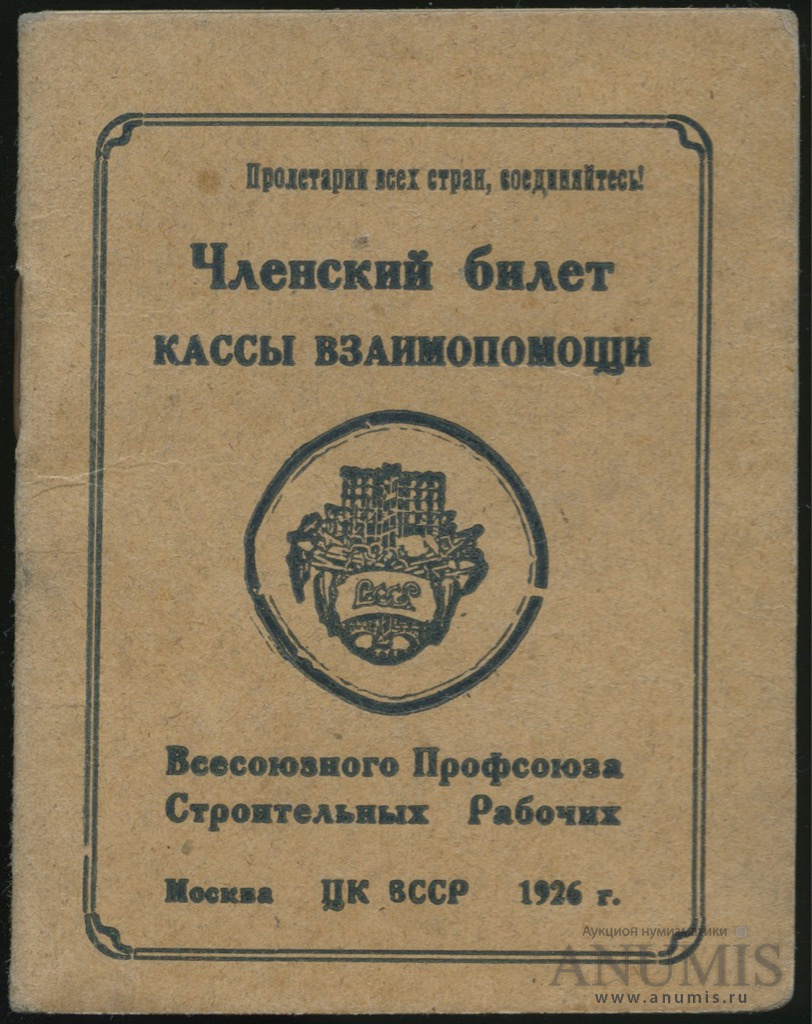 Пролетарии всех стран, соединяйтесь!
Членский билет
КАССЫ ВЗАИМОПОМОЩИ
ВССР
Всесоюзного Профсоюза
Строительных Рабочих
Москва ЦК ВССР 1926 г.
Аукцион нумизматики
ANUMIS
www.anumis.ru